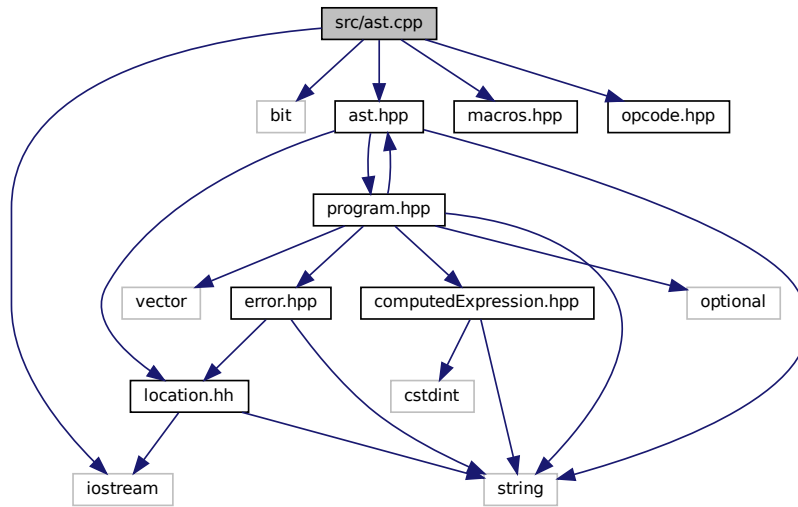 src/ast.cpp
bit
ast.hpp
macros.hpp
opcode.hpp
program.hpp
vector
error.hpp
computedExpression.hpp
optional
location.hh
cstdint
iostream
string